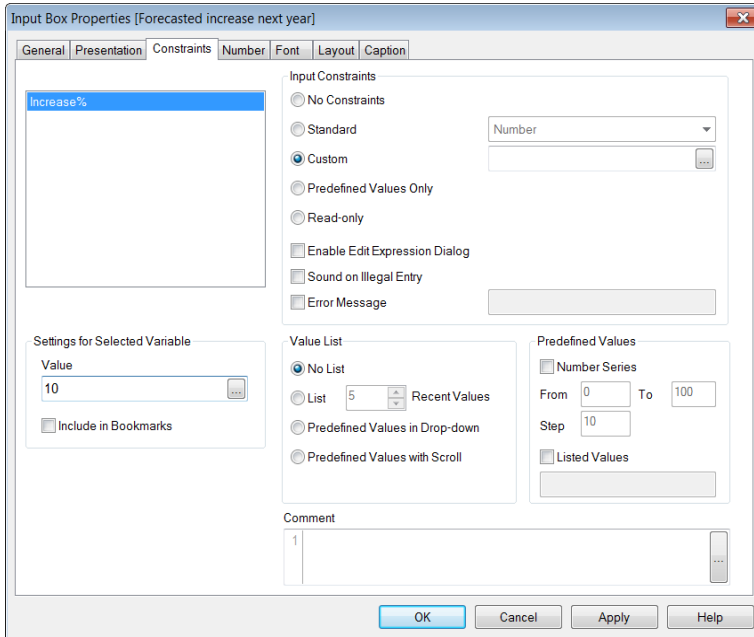 Input Box Properties [Forecasted increase next year]
General Presentation Constraints Number Font Layout Caption
Increase%
Input Constraints
No Constraints
Standard Number
Custom ...
Predefined Values Only
Read-only
Enable Edit Expression Dialog
Sound on Illegal Entry
Error Message
Settings for Selected Variable
Value
10 ...
Include in Bookmarks
Value List
No List
List 5 Recent Values
Predefined Values in Drop-down
Predefined Values with Scroll
Predefined Values
Number Series
From 0 To 100
Step 10
Listed Values
Comment
1 ...
OK Cancel Apply Help